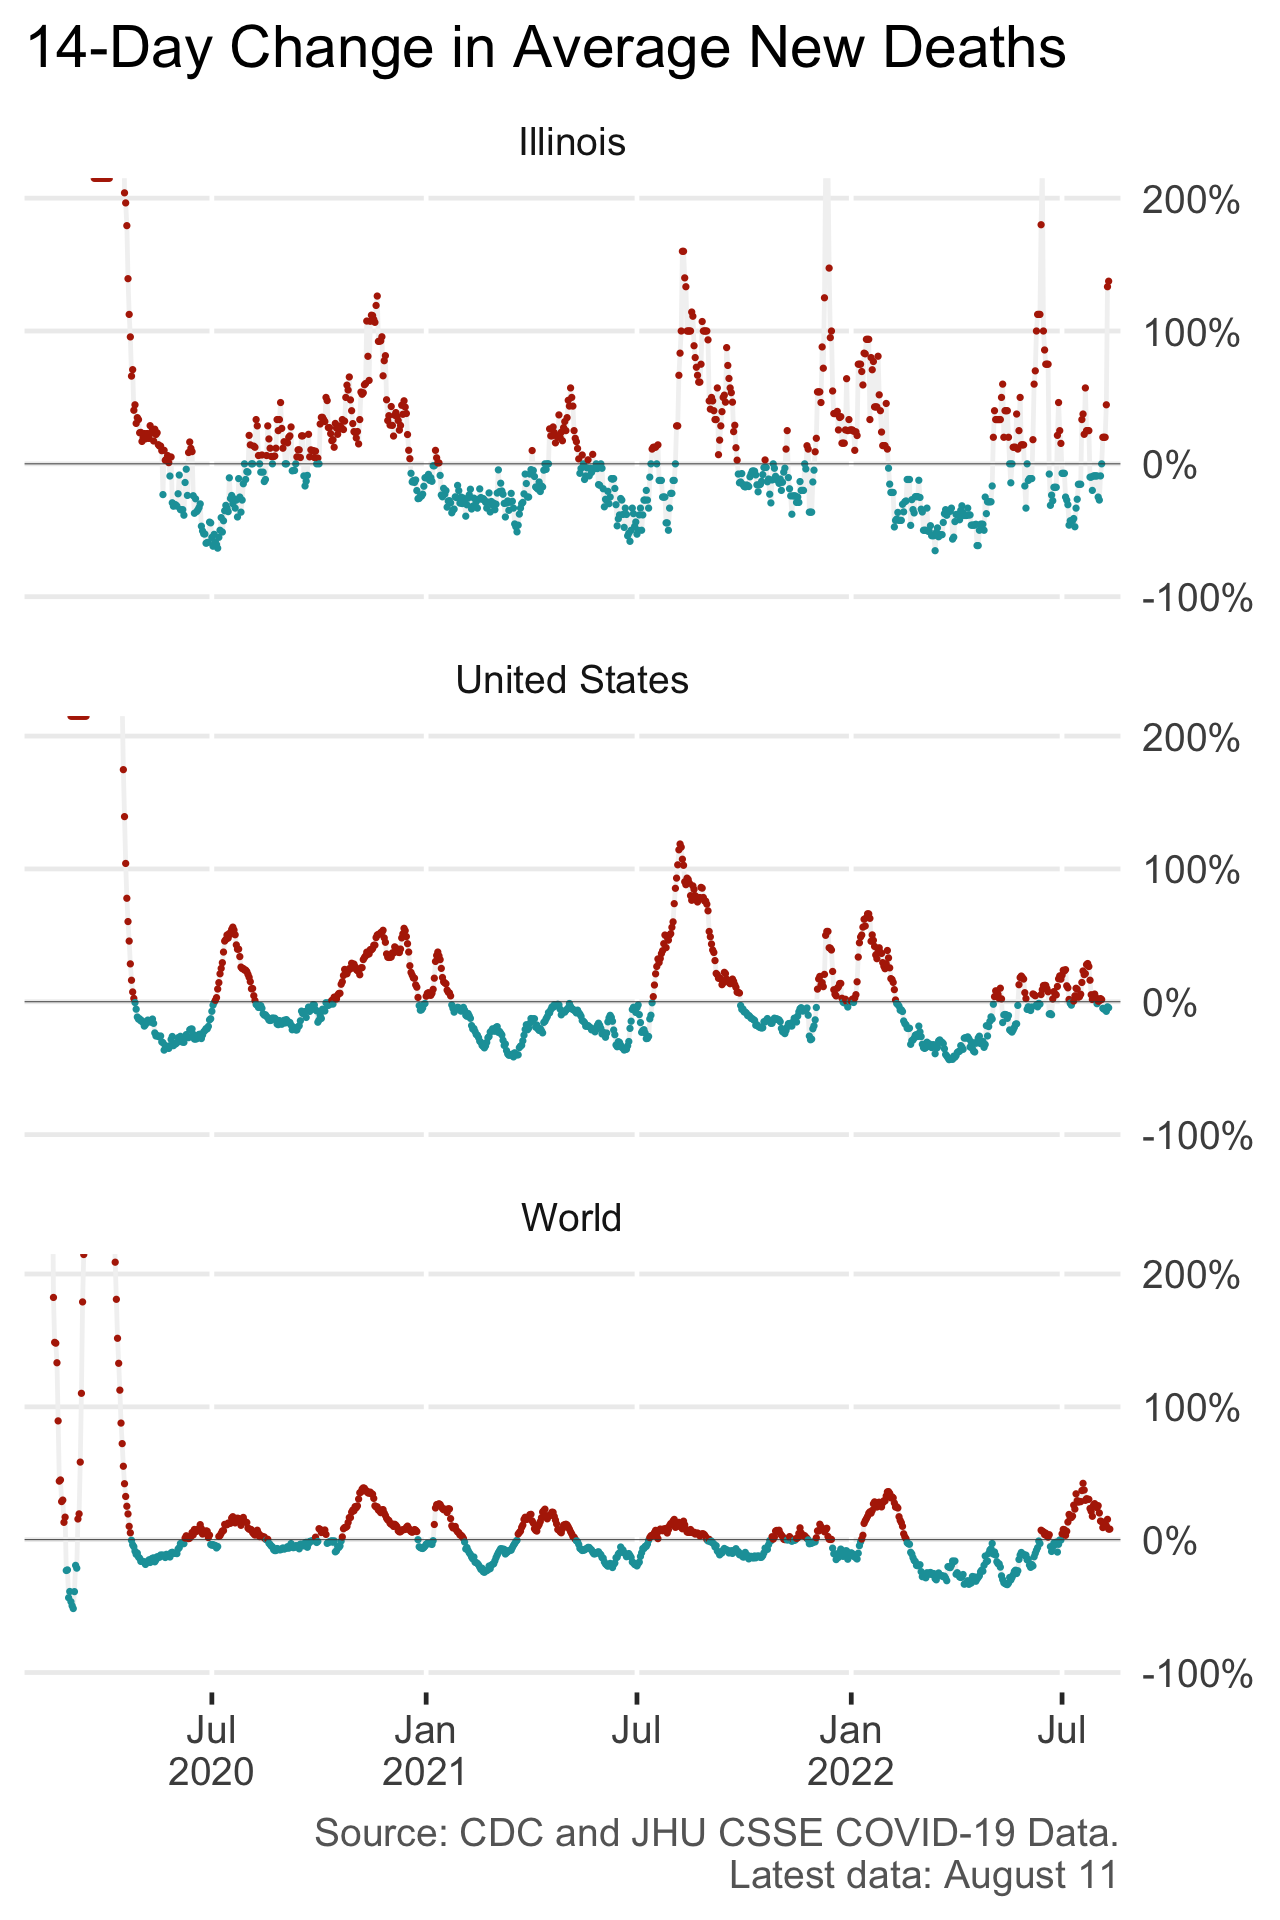 14-Day Change in Average New Deaths
Illinois
200%
100%
0%
-100%
United States
200%
100%
0%
-100%
World
200%
100%
0%
-100%
Jul Jan Jul Jan Jul
2020 2021 2022
Source: CDC and JHU CSSE COVID-19 Data.
Latest data: August 11